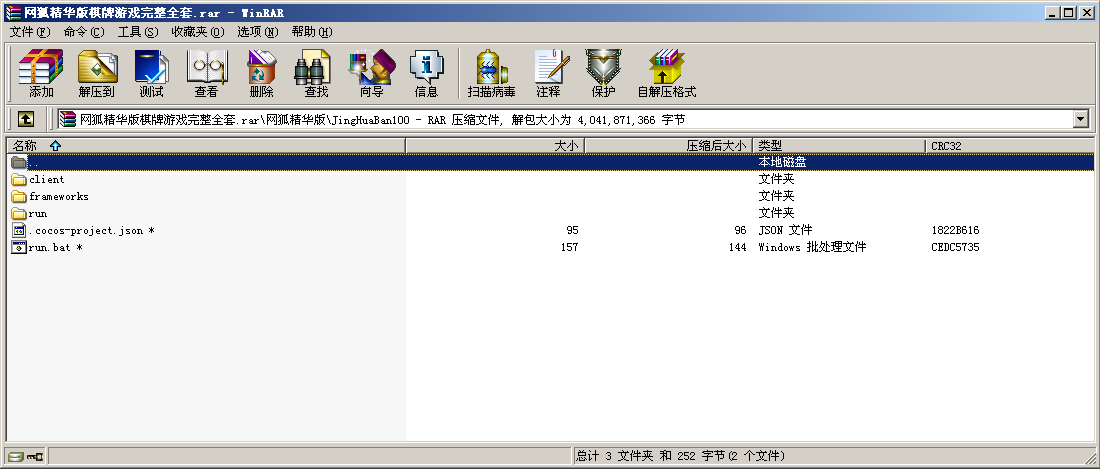 网狐精华版棋牌游戏完整全套.rar - WinRAR
文件(F) 命令(C) 工具(S) 收藏夹(O) 选项(N) 帮助(H)
添加 解压到 测试 查看 删除 查找 向导 信息 扫描病毒 注释 保护 自解压格式
网狐精华版棋牌游戏完整全套.rar\网狐精华版\JingHuaBan100 - RAR 压缩文件, 解包大小为 4,041,871,366 字节
名称 大小 压缩后大小 类型 CRC32
.. 本地磁盘
client 文件夹
frameworks 文件夹
run 文件夹
.cocos-project.json * 95 96 JSON 文件 1822B616
run.bat * 157 144 Windows 批处理文件 CEDC5735
总计 3 文件夹 和 252 字节(2 个文件)